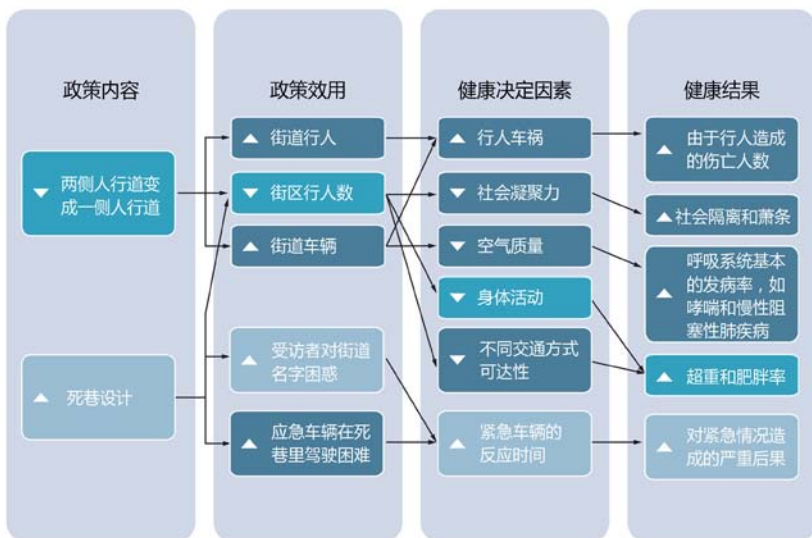 政策内容
两侧人行道变
成一侧人行道
死巷设计
政策效用
街道行人
街区行人数
街道车辆
受访者对街道
名字困惑
应急车辆在死
巷里驾驶困难
健康决定因素
行人车祸
社会凝聚力
空气质量
身体活动
不同交通方式
可达性
紧急车辆的
反应时间
健康结果
由于行人造成
的伤亡人数
社会隔离和萧条
呼吸系统基本
的发病率，如
哮喘和慢性阻
塞性肺疾病
超重和肥胖率
对紧急情况造
成的严重后果